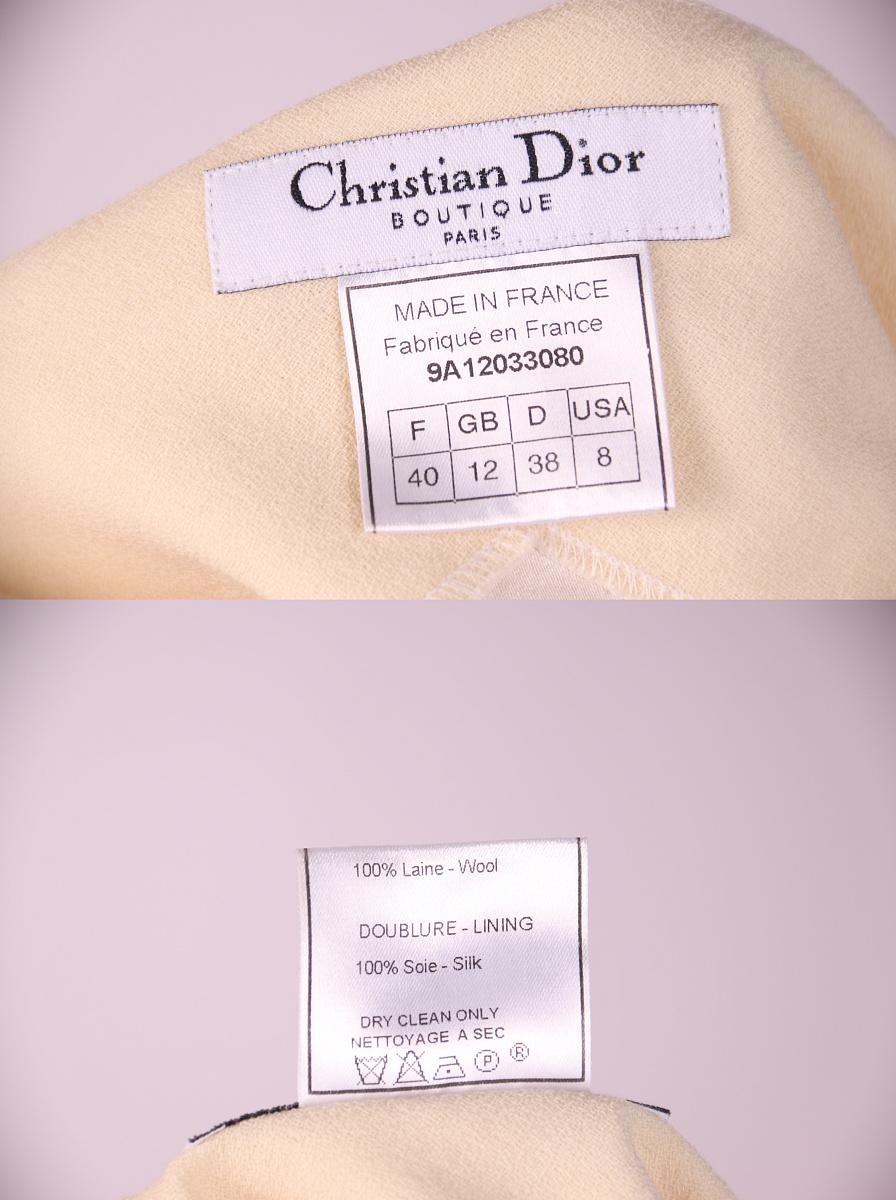 Christian Dior
BOUTIQUE
PARIS
MADE IN FRANCE
Fabriqué en France
9A12033080
F GB D USA
40 12 38 8
100% Laine - Wool
DOUBLURE - LINING
100% Soie - Silk
DRY CLEAN ONLY
NETTOYAGE A SEC
P ®